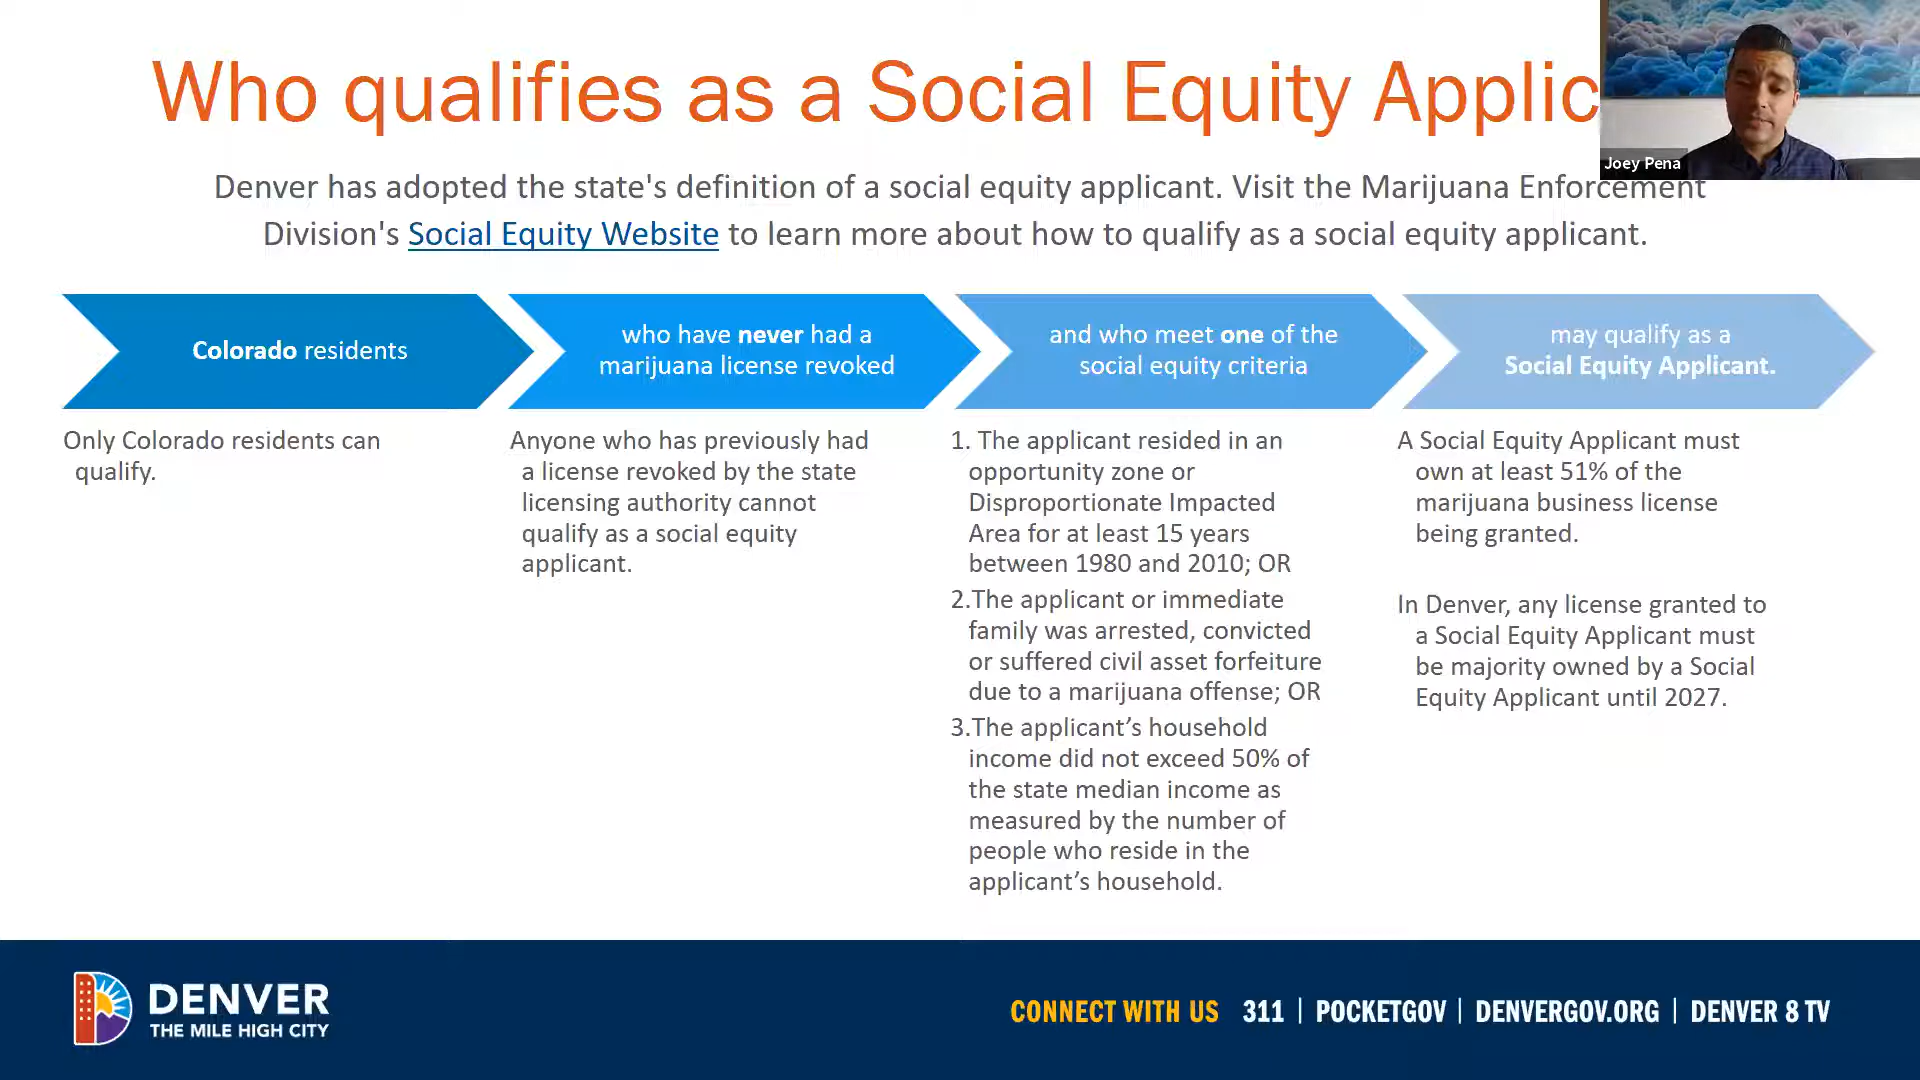 Who qualifies as a Social Equity Applic
Joey Pena
Denver has adopted the state's definition of a social equity applicant. Visit the Marijuana Enforcement
Division's Social Equity Website to learn more about how to qualify as a social equity applicant.
Colorado residents
Only Colorado residents can
qualify.
who have never had a
marijuana license revoked
Anyone who has previously had
a license revoked by the state
licensing authority cannot
qualify as a social equity
applicant.
and who meet one of the
social equity criteria
1. The applicant resided in an
opportunity zone or
Disproportionate Impacted
Area for at least 15 years
between 1980 and 2010; OR
2.The applicant or immediate
family was arrested, convicted
or suffered civil asset forfeiture
due to a marijuana offense; OR
3.The applicant’s household
income did not exceed 50% of
the state median income as
measured by the number of
people who reside in the
applicant’s household.
may qualify as a
Social Equity Applicant.
A Social Equity Applicant must
own at least 51% of the
marijuana business license
being granted.
In Denver, any license granted to
a Social Equity Applicant must
be majority owned by a Social
Equity Applicant until 2027.
DENVER
THE MILE HIGH CITY
CONNECT WITH US 311 | POCKETGOV | DENVERGOV.ORG | DENVER 8 TV